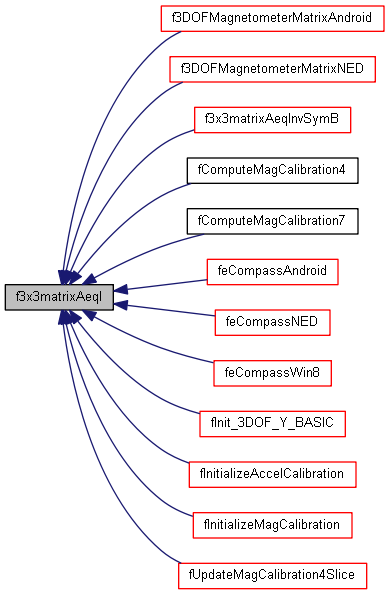 f3DOFMagnetometerMatrixAndroid
f3DOFMagnetometerMatrixNED
f3x3matrixAeqInvSymB
fComputeMagCalibration4
fComputeMagCalibration7
feCompassAndroid
f3x3matrixAeqI
feCompassNED
feCompassWin8
fInit_3DOF_Y_BASIC
fInitializeAccelCalibration
fInitializeMagCalibration
fUpdateMagCalibration4Slice